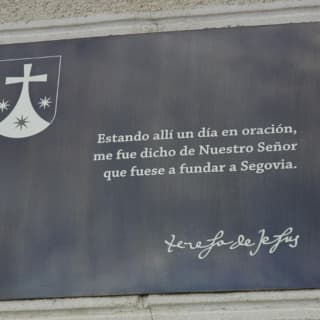 Estando allí un día en oración,
me fue dicho de Nuestro Señor
que fuese a fundar a Segovia.
teresa de Jesus